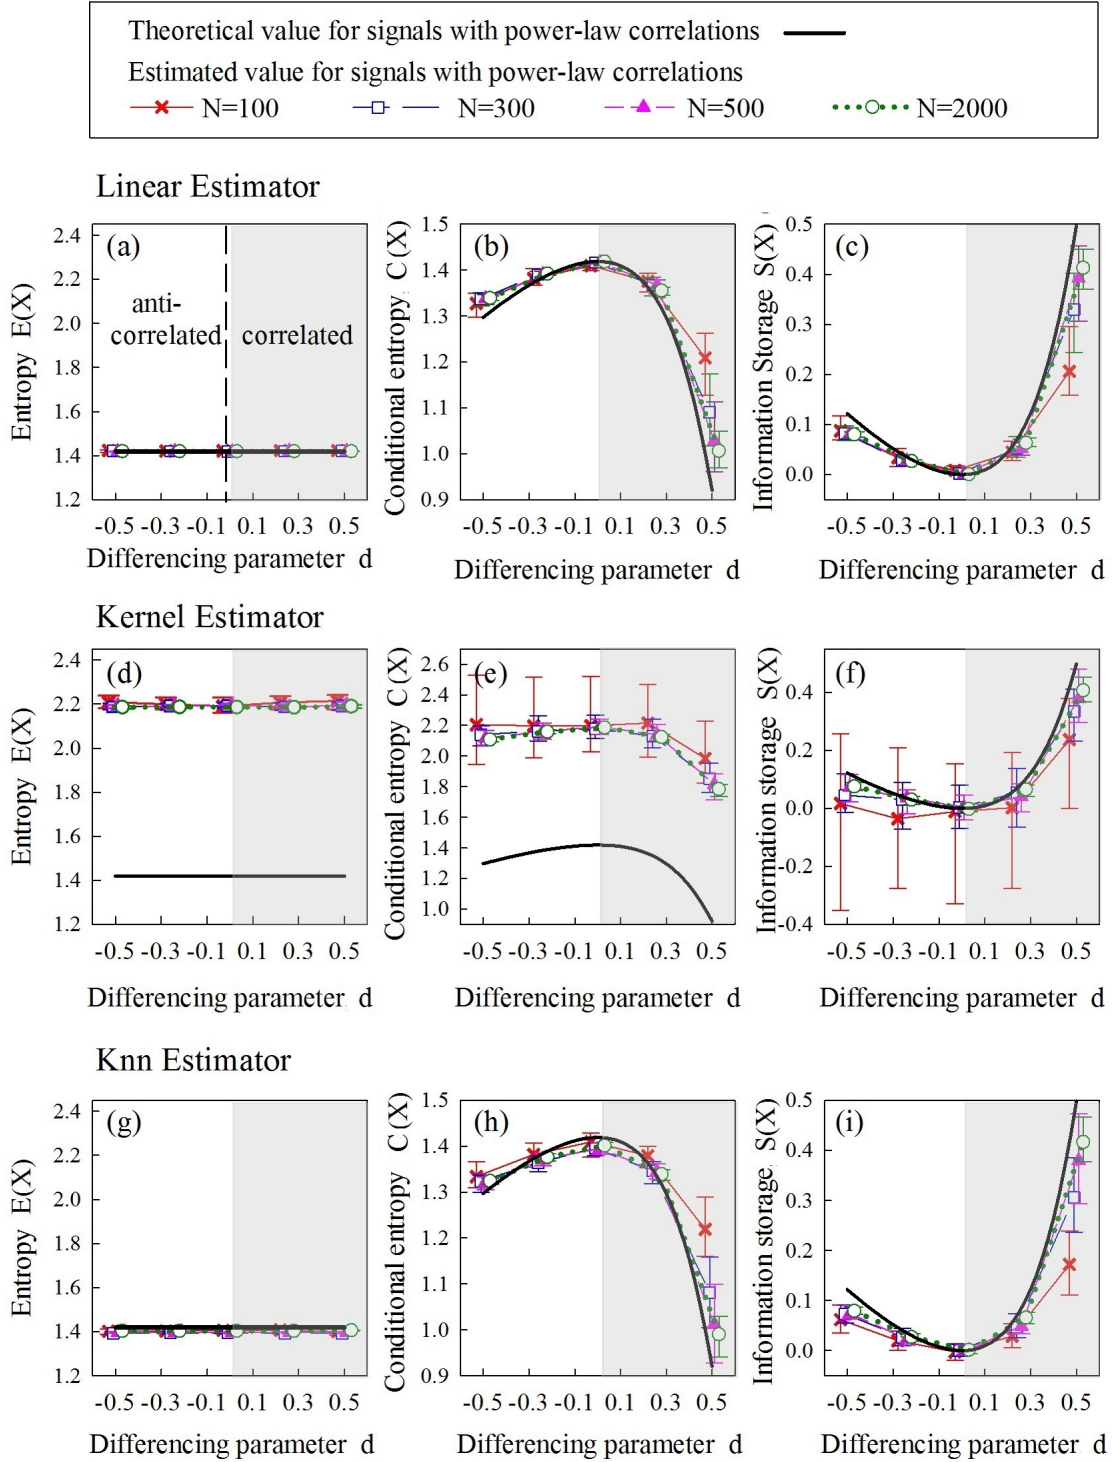 Theoretical value for signals with power-law correlations
Estimated value for signals with power-law correlations
N=100 N=300 N=500 N=2000
Linear Estimator
(a)
anti-
correlated
correlated
Entropy E(X)
2.4
2.2
2.0
1.8
1.6
1.4
1.2
-0.5 -0.3 -0.1 0.1 0.3 0.5
Differencing parameter d
(b)
Conditional entropy C(X)
1.5
1.4
1.3
1.2
1.1
1.0
0.9
-0.5 -0.3 -0.1 0.1 0.3 0.5
Differencing parameter d
(c)
Information Storage S(X)
0.5
0.4
0.3
0.2
0.1
0.0
-0.5 -0.3 -0.1 0.1 0.3 0.5
Differencing parameter d
Kernel Estimator
(d)
Entropy E(X)
2.4
2.2
2.0
1.8
1.6
1.4
1.2
-0.5 -0.3 -0.1 0.1 0.3 0.5
Differencing parameter d
(e)
Conditional entropy C(X)
2.6
2.4
2.2
2.0
1.8
1.6
1.4
1.2
1.0
-0.5 -0.3 -0.1 0.1 0.3 0.5
Differencing parameter d
(f)
Information storage S(X)
0.4
0.2
0.0
-0.2
-0.4
-0.5 -0.3 -0.1 0.1 0.3 0.5
Differencing parameter d
Knn Estimator
(g)
Entropy E(X)
2.4
2.2
2.0
1.8
1.6
1.4
1.2
-0.5 -0.3 -0.1 0.1 0.3 0.5
Differencing parameter d
(h)
Conditional entropy C(X)
1.5
1.4
1.3
1.2
1.1
1.0
0.9
-0.5 -0.3 -0.1 0.1 0.3 0.5
Differencing parameter d
(i)
Information storage S(X)
0.5
0.4
0.3
0.2
0.1
0.0
-0.5 -0.3 -0.1 0.1 0.3 0.5
Differencing parameter d